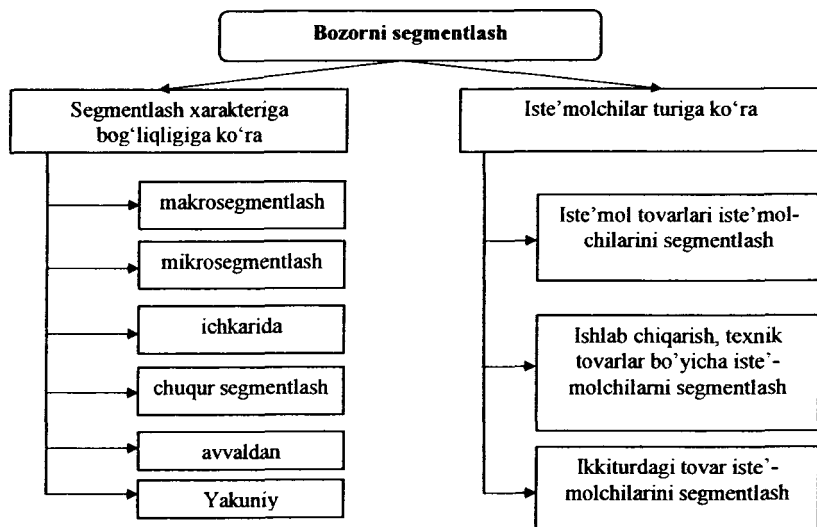 Bozorni segmentlash
Segmentlash xarakteriga
bog‘liqligiga ko‘ra
makrosegmentlash
mikrosegmentlash
ichkarida
chuqur segmentlash
avvaldan
Yakuniy
Iste’molchilar turiga ko‘ra
Iste’mol tovarlari iste’mol-
chilarini segmentlash
Ishlab chiqarish, texnik
tovarlar bo’yicha iste’-
molchilarni segmentlash
Ikkiturdagi tovar iste’-
molchilarini segmentlash